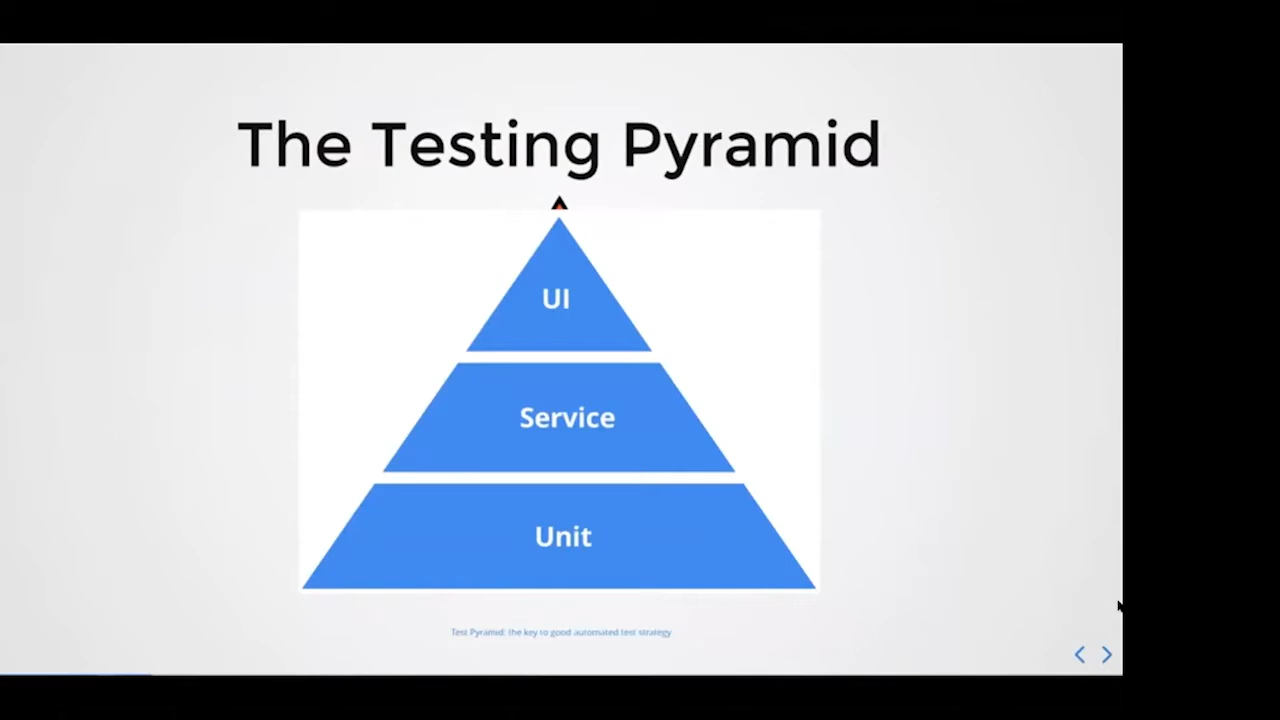 The Testing Pyramid
UI
Service
Unit
Test Pyramid: the key to good automated test strategy